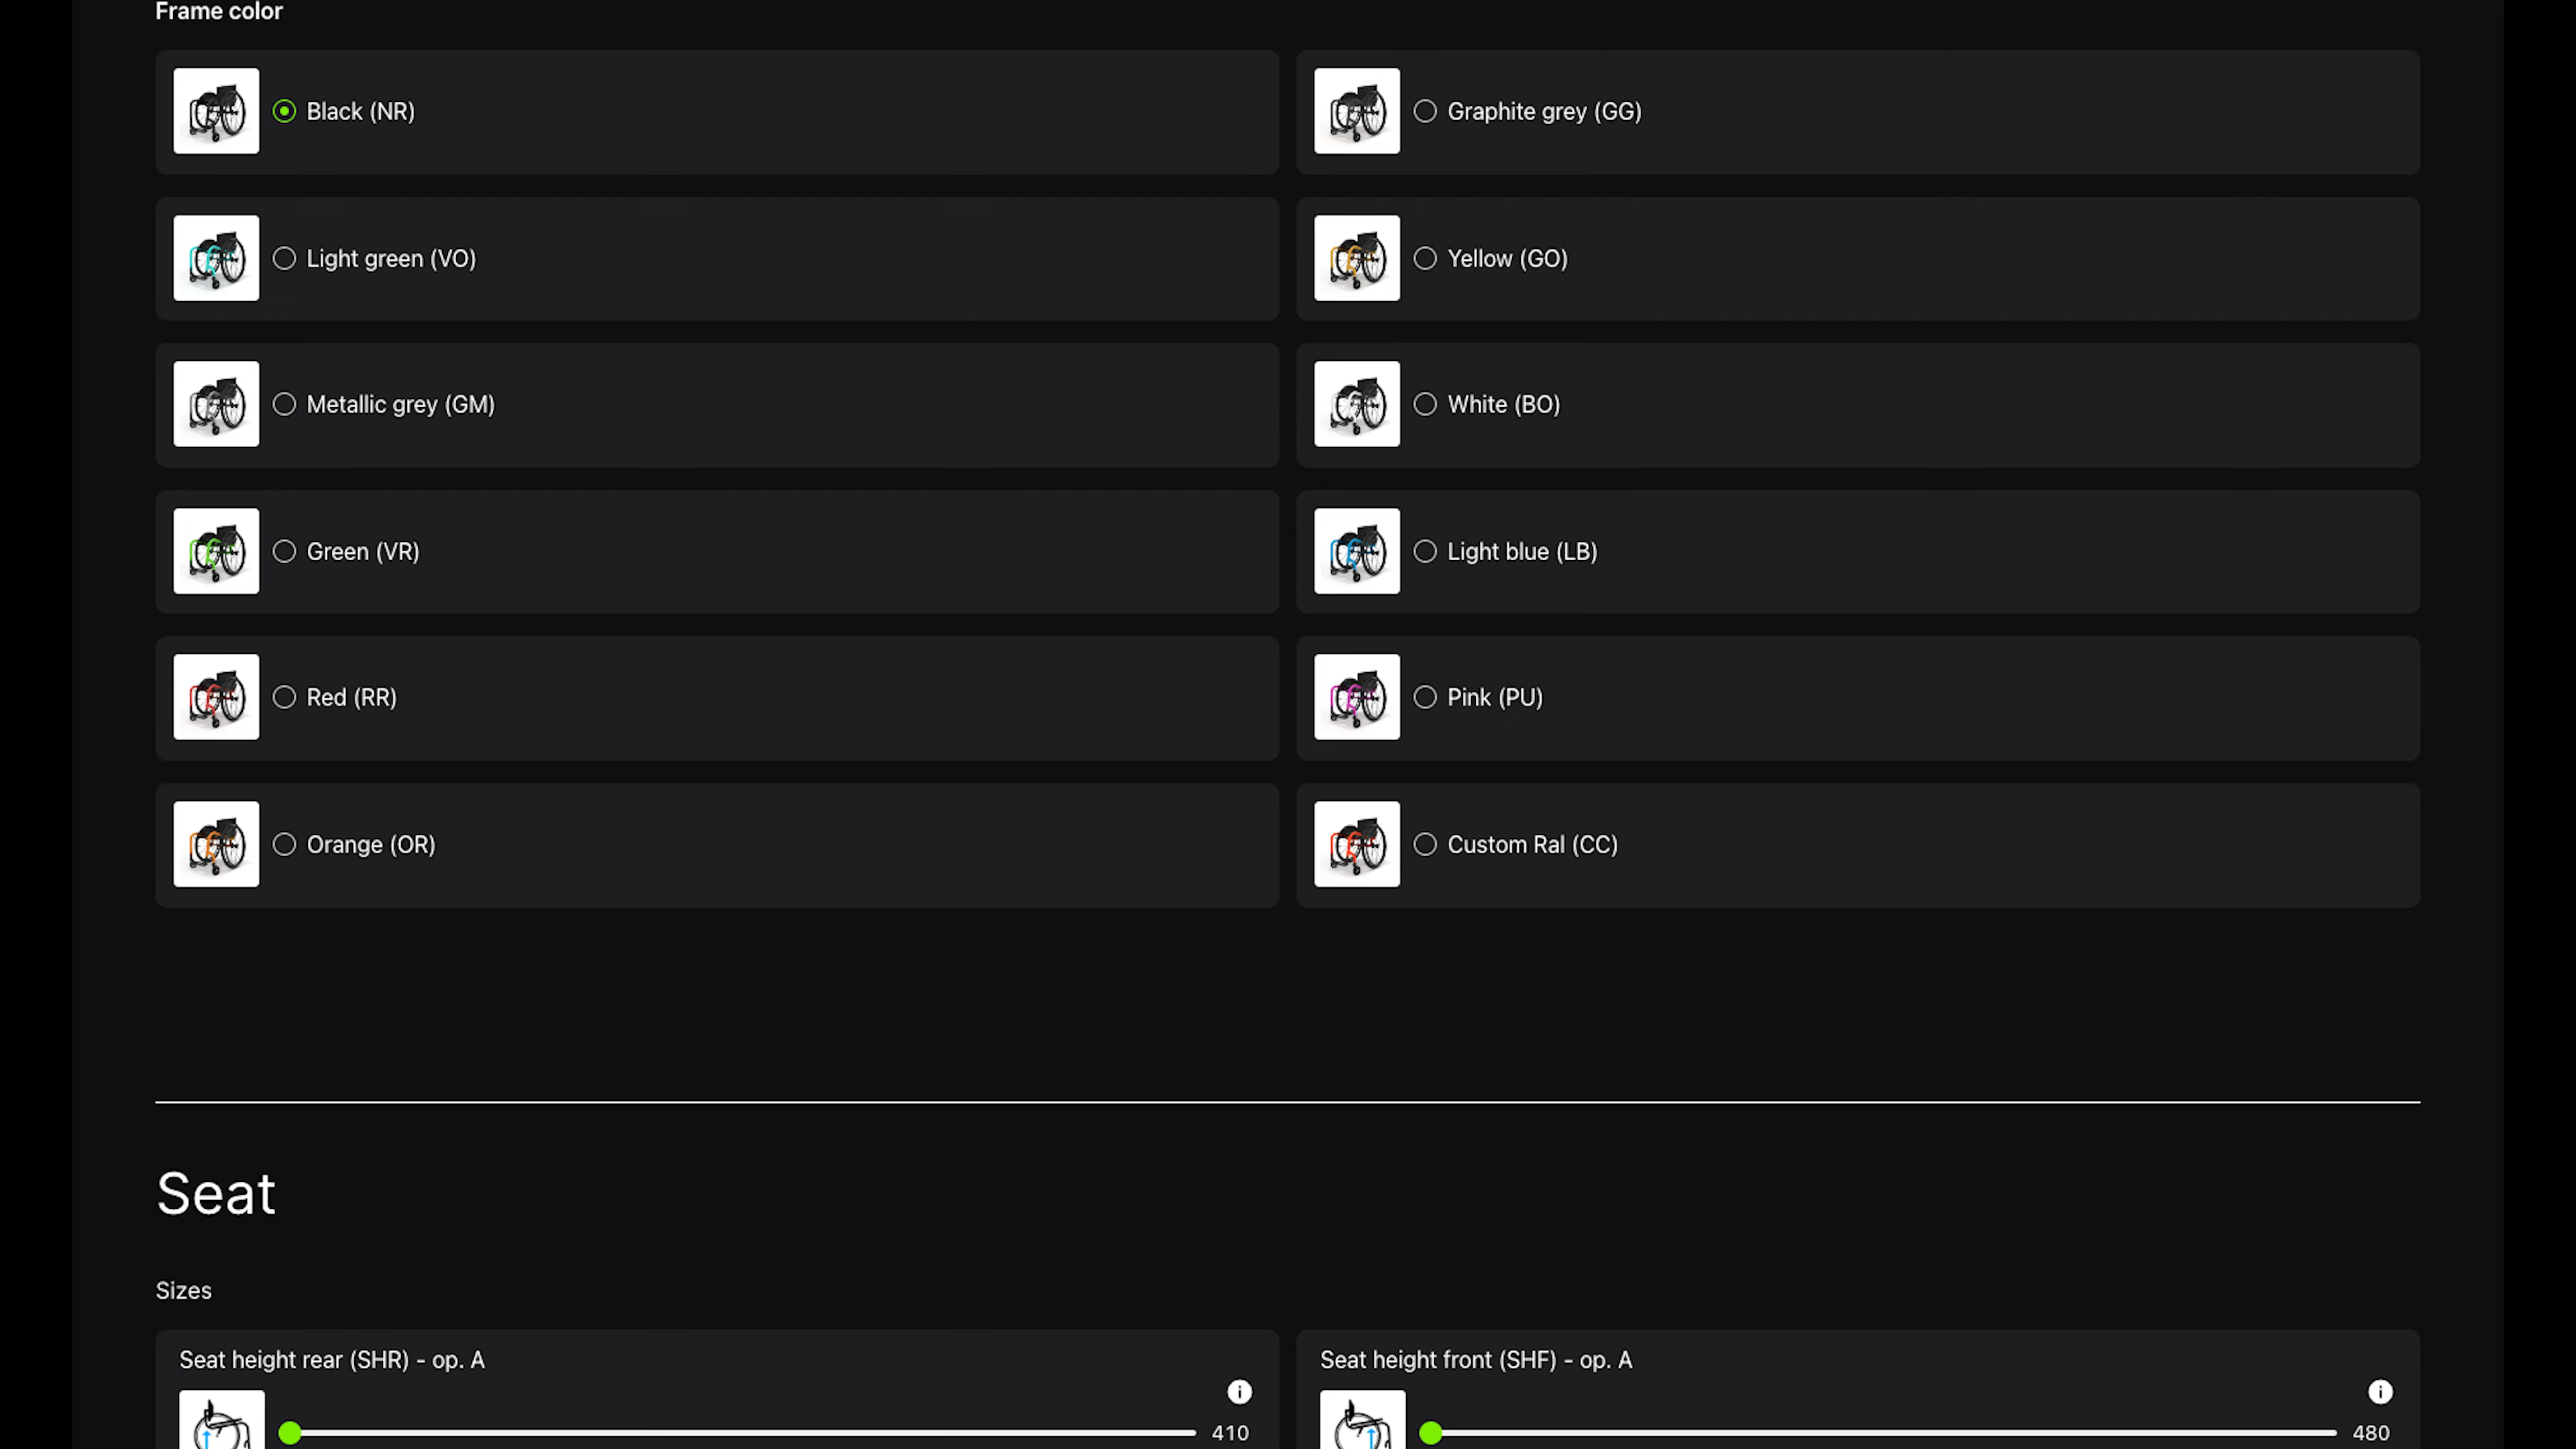 Frame color
Black (NR)
Graphite grey (GG)
Light green (VO)
Yellow (GO)
Metallic grey (GM)
White (BO)
Green (VR)
Light blue (LB)
Red (RR)
Pink (PU)
Orange (OR)
Custom Ral (CC)
Seat
Sizes
Seat height rear (SHR) - op. A
410
Seat height front (SHF) - op. A
480